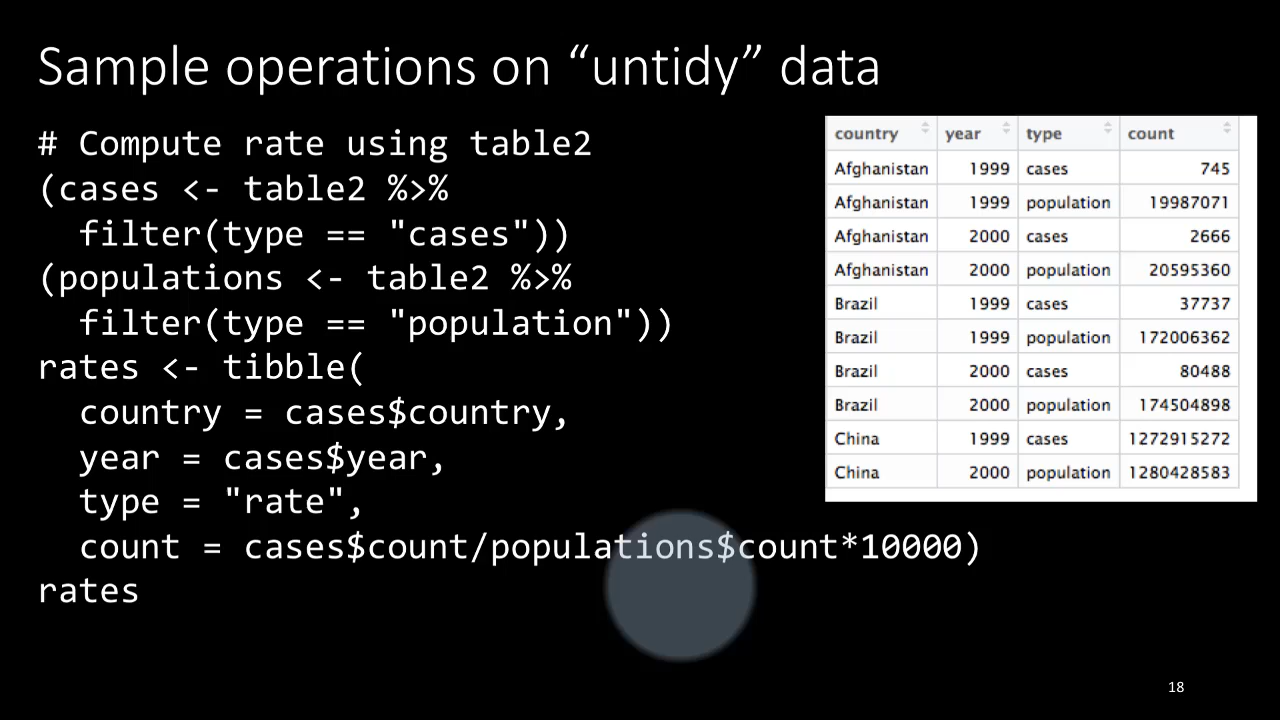 Sample operations on “untidy” data
# Compute rate using table2
(cases <- table2 %>%
  filter(type == "cases"))
(populations <- table2 %>%
  filter(type == "population"))
rates <- tibble(
  country = cases$country,
  year = cases$year,
  type = "rate",
  count = cases$count/populations$count*10000)
rates
country year type count
Afghanistan 1999 cases 745
Afghanistan 1999 population 19987071
Afghanistan 2000 cases 2666
Afghanistan 2000 population 20595360
Brazil 1999 cases 37737
Brazil 1999 population 172006362
Brazil 2000 cases 80488
Brazil 2000 population 174504898
China 1999 cases 1272915272
China 2000 population 1280428583
18